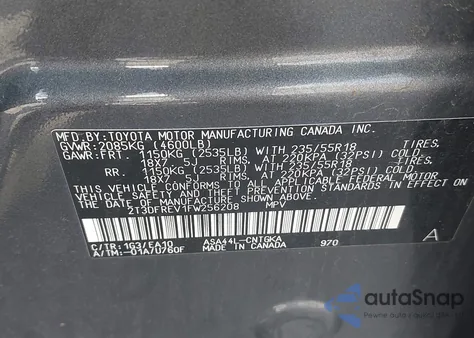 MFD. BY: TOYOTA MOTOR MANUFACTURING CANADA INC.
GVWR: 2085KG (4600LB)
GAWR: FRT. 1150KG (2535LB) WITH 235/55R18 TIRES.
18X7.5J RIMS, AT 220KPA (32PSI) COLD
RR. 1150KG (2535LB) WITH 235/55R18 TIRES.
18X7.5J RIMS, AT 220KPA (32PSI) COLD
THIS VEHICLE CONFORMS TO ALL APPLICABLE FEDERAL MOTOR
VEHICLE SAFETY AND THEFT PREVENTION STANDARDS IN EFFECT ON
THE DATE OF MANUFACTURE SHOWN ABOVE.
2T3DFREV1FW256208 MPV
C/TR: 1G3/EA10 ASA44L-CNTGKA
A/TM: -01A/U760F MADE IN CANADA 970 A
autoSnap